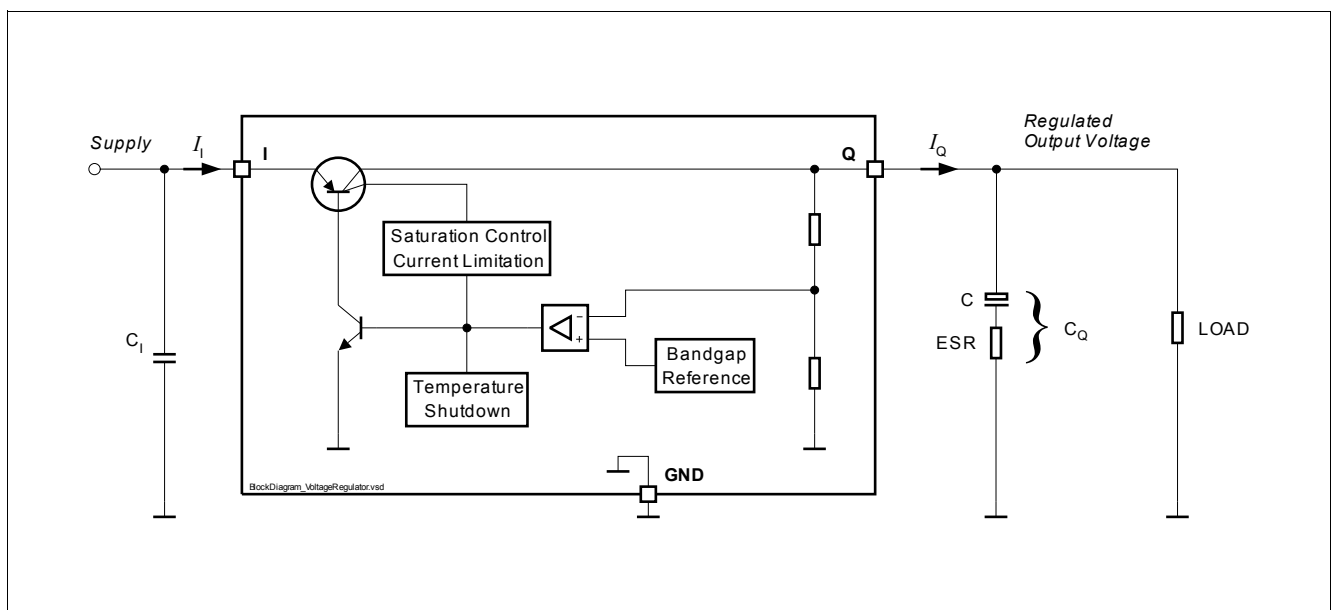 Supply
I_I
I
Q
I_Q
Regulated
Output Voltage
Saturation Control
Current Limitation
C_I
−
+
Bandgap
Reference
Temperature
Shutdown
C
ESR
}
C_Q
LOAD
GND
BlockDiagram_VoltageRegulator.vsd